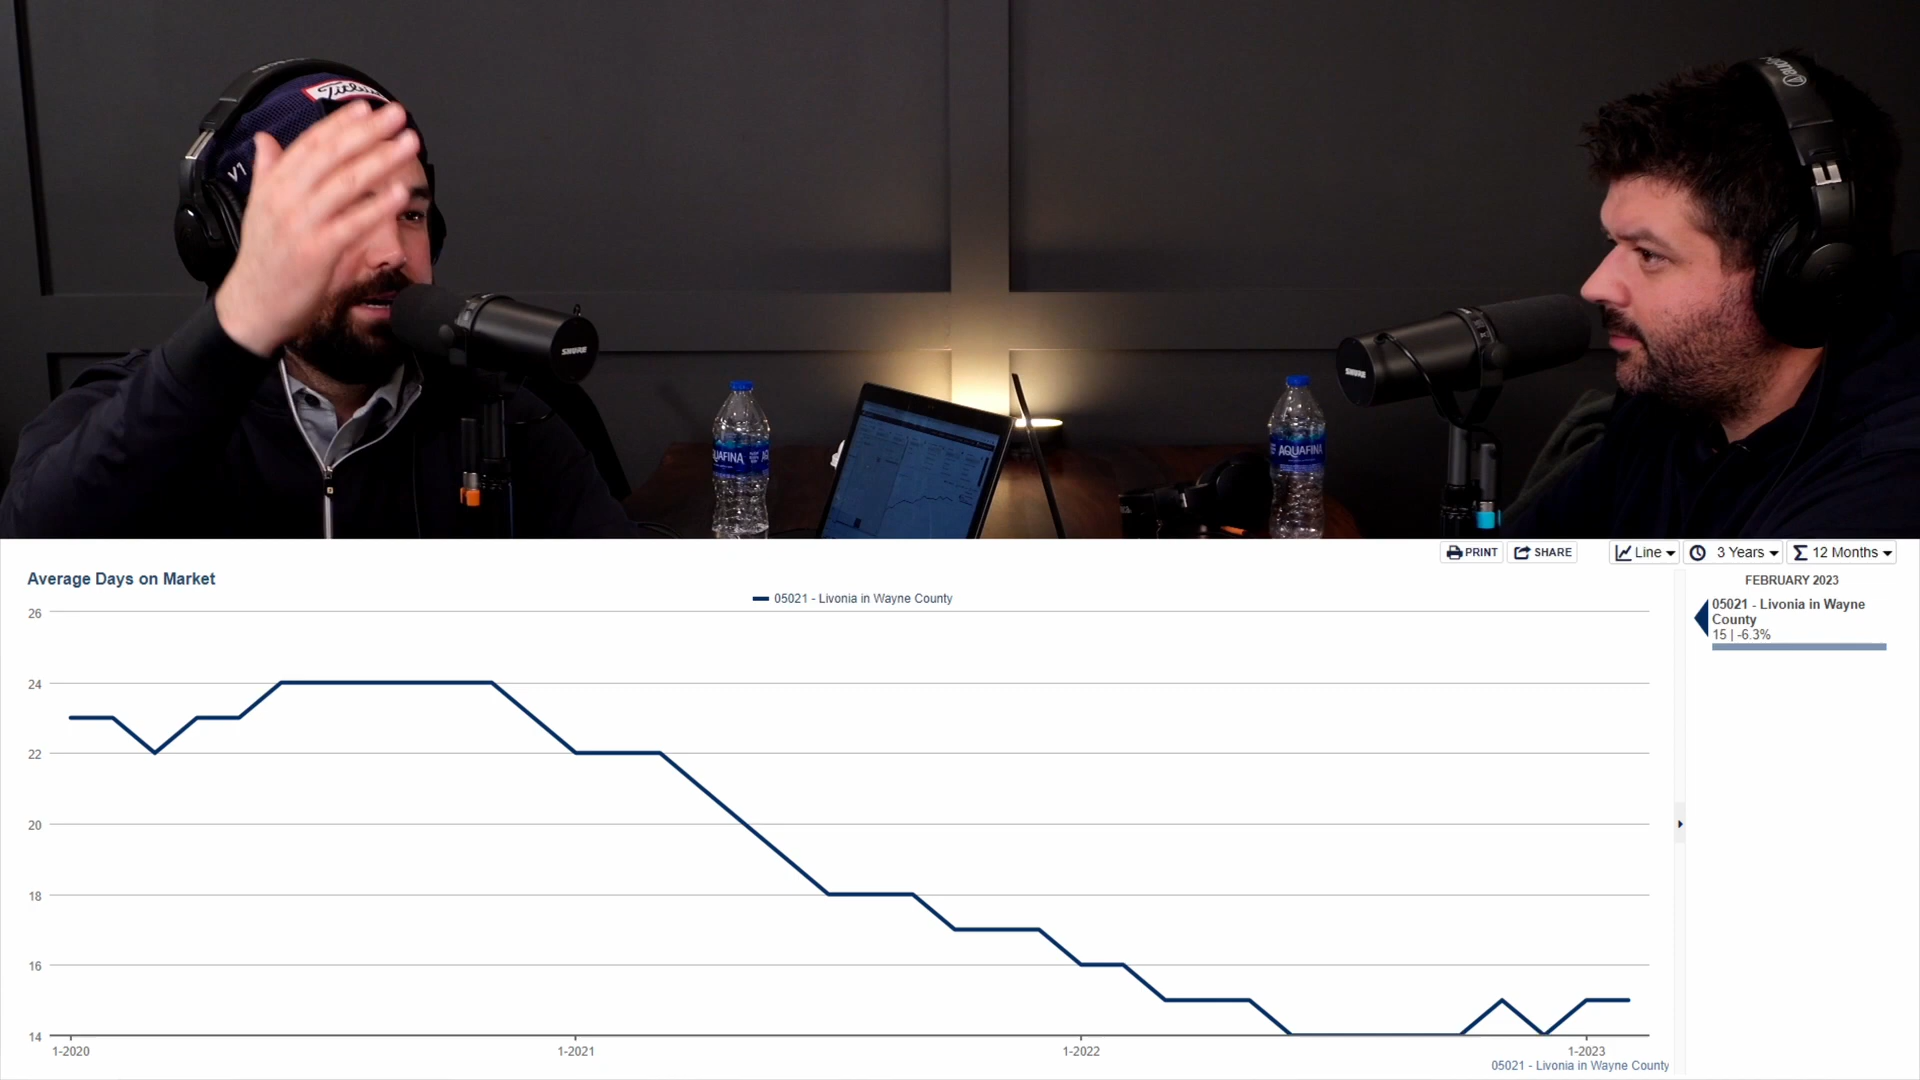 V1
SHURE
SHURE
AQUAFINA
PRINT
SHARE
Line
3 Years
12 Months
Average Days on Market
05021 - Livonia in Wayne County
FEBRUARY 2023
05021 - Livonia in Wayne
County
15 | -6.3%
26
24
22
20
18
16
14
1-2020
1-2021
1-2022
1-2023
05021 - Livonia in Wayne County